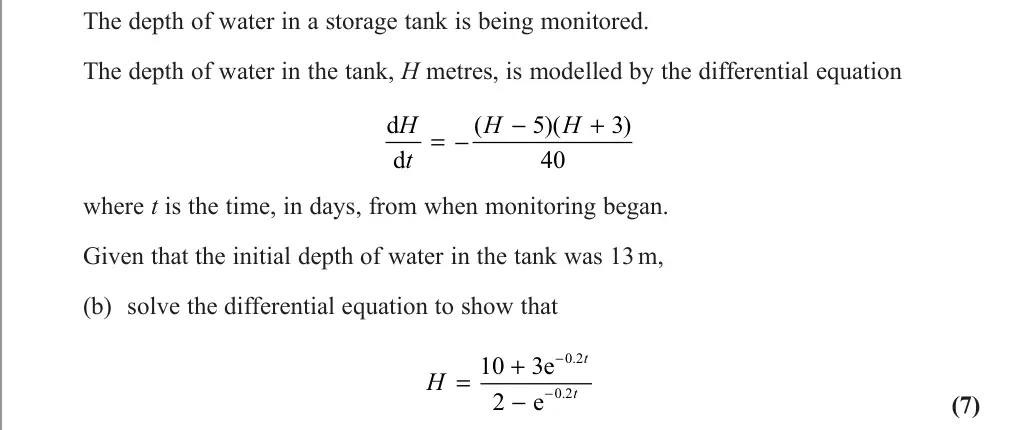 The depth of water in a storage tank is being monitored.
The depth of water in the tank, H metres, is modelled by the differential equation
dH/dt = −(H − 5)(H + 3)/40
where t is the time, in days, from when monitoring began.
Given that the initial depth of water in the tank was 13 m,
(b) solve the differential equation to show that
H = (10 + 3e^(−0.2t))/(2 − e^(−0.2t))
(7)